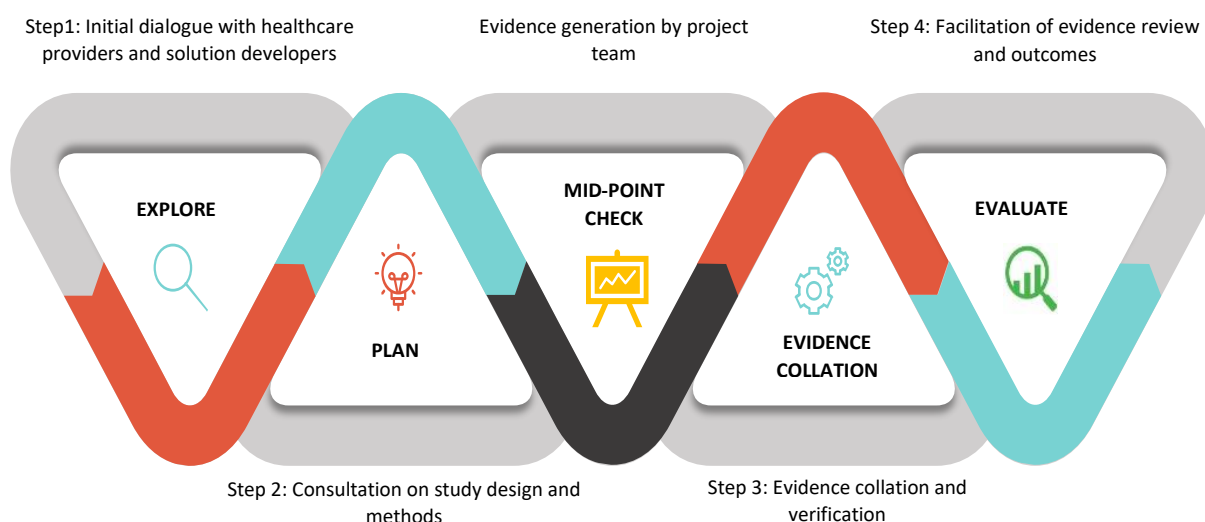 Step1: Initial dialogue with healthcare
providers and solution developers
Evidence generation by project
team
Step 4: Facilitation of evidence review
and outcomes
EXPLORE
PLAN
MID-POINT
CHECK
EVIDENCE
COLLATION
EVALUATE
Step 2: Consultation on study design and
methods
Step 3: Evidence collation and
verification